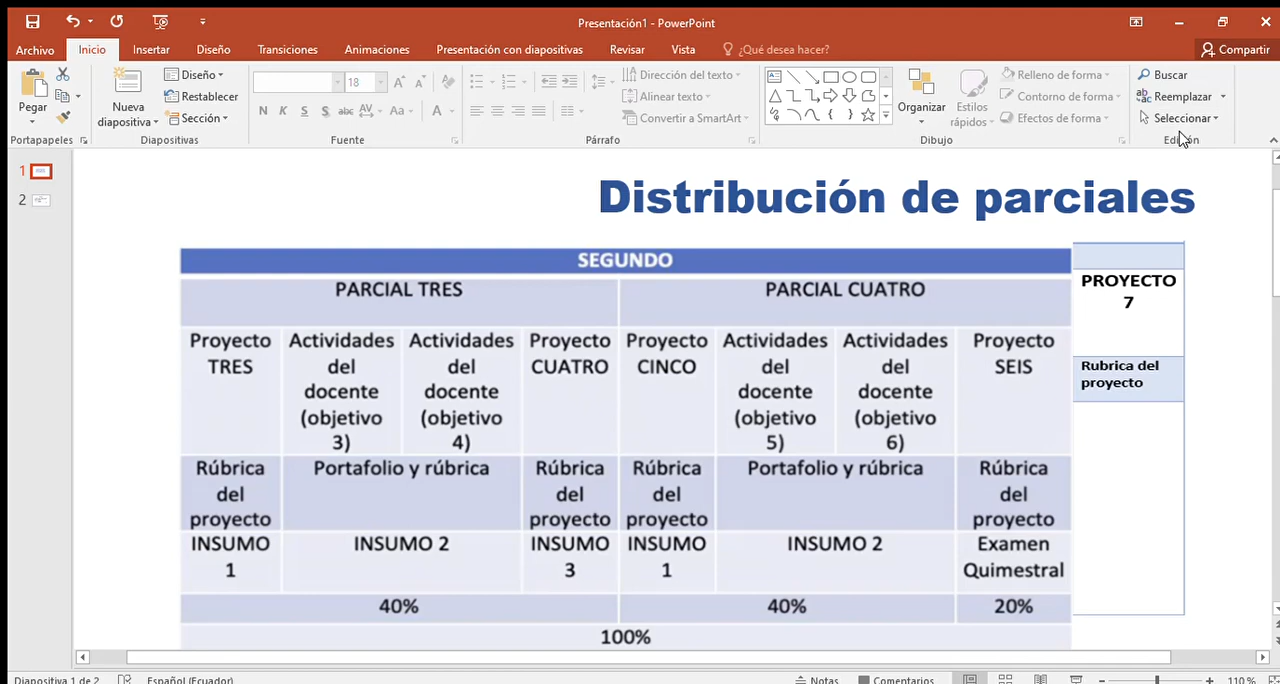 Presentación1 - PowerPoint
Archivo Inicio Insertar Diseño Transiciones Animaciones Presentación con diapositivas Revisar Vista ¿Qué desea hacer? Compartir
Pegar
Portapapeles
Nueva diapositiva
Diseño
Restablecer
Sección
Diapositivas
18
N K S S abc AV Aa A
Fuente
Dirección del texto
Alinear texto
Convertir a SmartArt
Párrafo
Organizar
Estilos rápidos
Relleno de forma
Contorno de forma
Efectos de forma
Dibujo
Buscar
Reemplazar
Seleccionar
Edición
1
2
Distribución de parciales
SEGUNDO
PARCIAL TRES PARCIAL CUATRO
Proyecto TRES
Actividades del docente (objetivo 3)
Actividades del docente (objetivo 4)
Proyecto CUATRO
Proyecto CINCO
Actividades del docente (objetivo 5)
Actividades del docente (objetivo 6)
Proyecto SEIS
Rúbrica del proyecto
Portafolio y rúbrica
Rúbrica del proyecto
Rúbrica del proyecto
Portafolio y rúbrica
Rúbrica del proyecto
INSUMO 1
INSUMO 2
INSUMO 3
INSUMO 1
INSUMO 2
Examen Quimestral
40% 40% 20%
100%
PROYECTO
7
Rubrica del
proyecto
Diapositiva 1 de 2 Español (Ecuador) Notas Comentarios 110 %